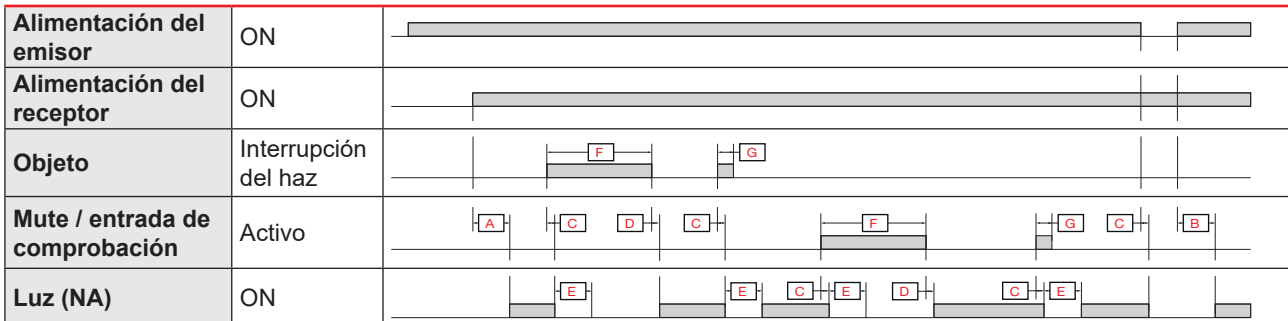 Alimentación del
emisor
ON
Alimentación del
receptor
ON
Objeto
Interrupción
del haz
F
G
Mute / entrada de
comprobación
Activo
A
C
D
C
F
G
C
B
Luz (NA)
ON
E
E
C
E
D
C
E